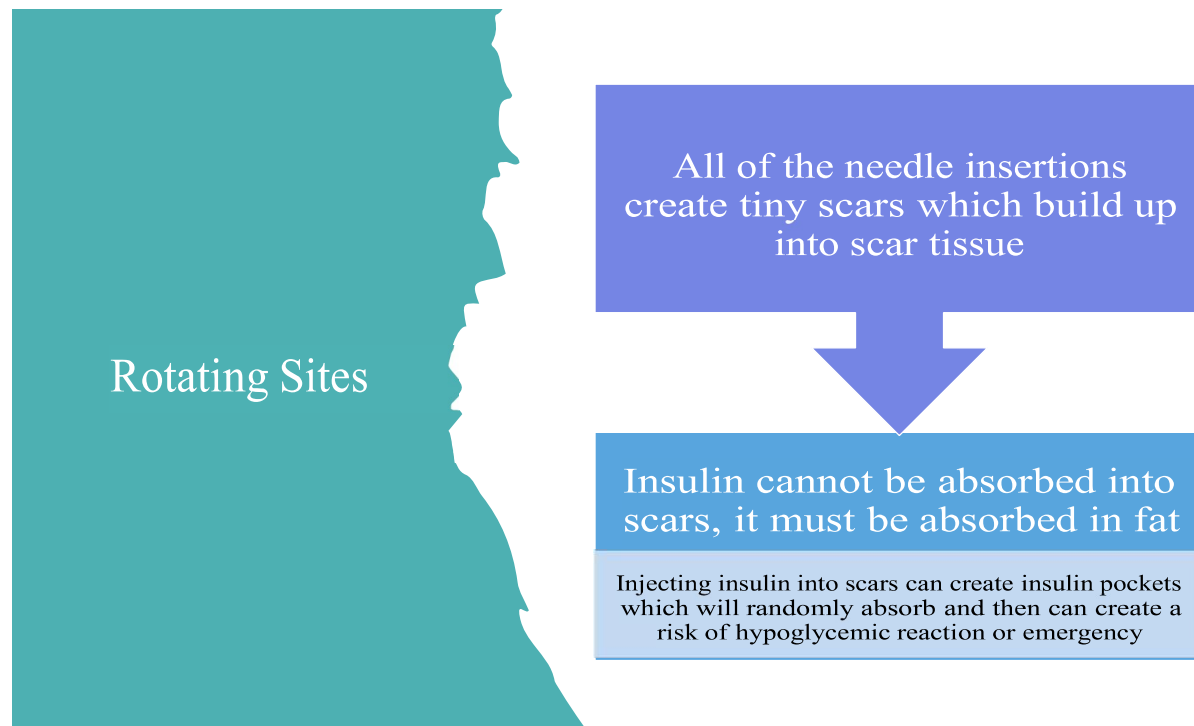 Rotating Sites
All of the needle insertions
create tiny scars which build up
into scar tissue
Insulin cannot be absorbed into
scars, it must be absorbed in fat
Injecting insulin into scars can create insulin pockets
which will randomly absorb and then can create a
risk of hypoglycemic reaction or emergency